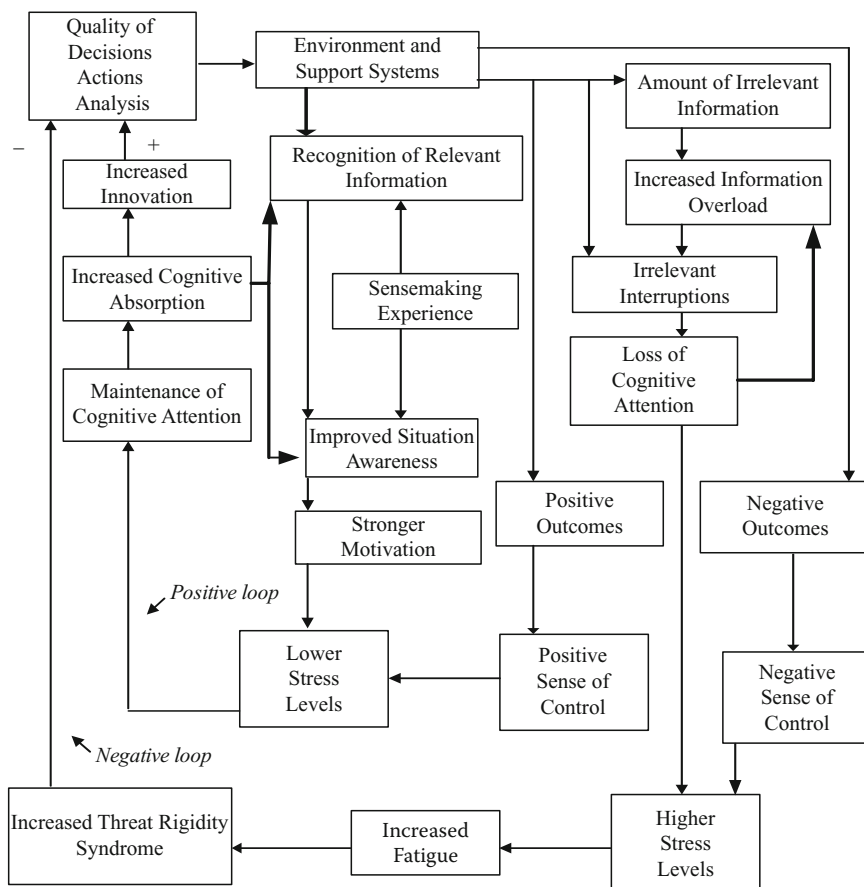 Quality of
Decisions
Actions
Analysis
Environment and
Support Systems
Amount of Irrelevant
Information
–
+
Recognition of Relevant
Information
Increased
Innovation
Increased Information
Overload
Increased Cognitive
Absorption
Sensemaking
Experience
Irrelevant
Interruptions
Maintenance of
Cognitive Attention
Loss of
Cognitive
Attention
Improved Situation
Awareness
Stronger
Motivation
Positive
Outcomes
Negative
Outcomes
Positive loop
Lower
Stress
Levels
Positive
Sense of
Control
Negative
Sense of
Control
Negative loop
Increased Threat Rigidity
Syndrome
Increased
Fatigue
Higher
Stress
Levels